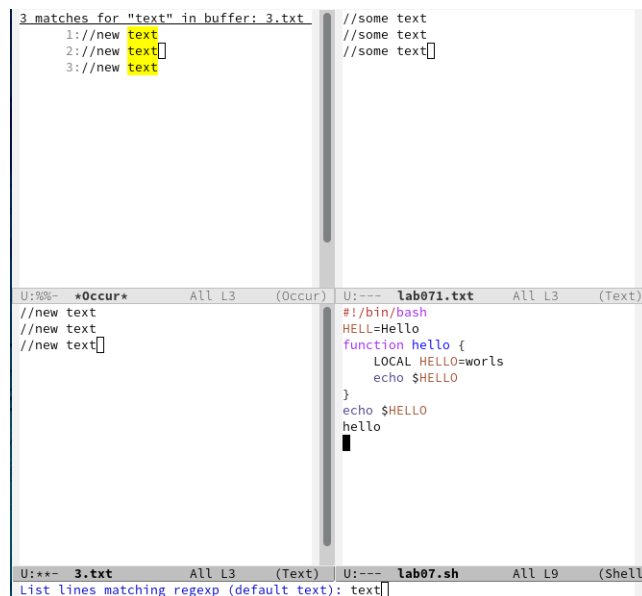 3 matches for "text" in buffer: 3.txt
1://new text
2://new text
3://new text
U:%%-  *Occur*  All L3  (Occur)
//some text
//some text
//some text
U:---  lab071.txt  All L3  (Text)
//new text
//new text
//new text
U:**-  3.txt  All L3  (Text)
#!/bin/bash
HELL=Hello
function hello {
    LOCAL HELLO=worls
    echo $HELLO
}
echo $HELLO
hello
U:---  lab07.sh  All L9  (Shell
List lines matching regexp (default text): text